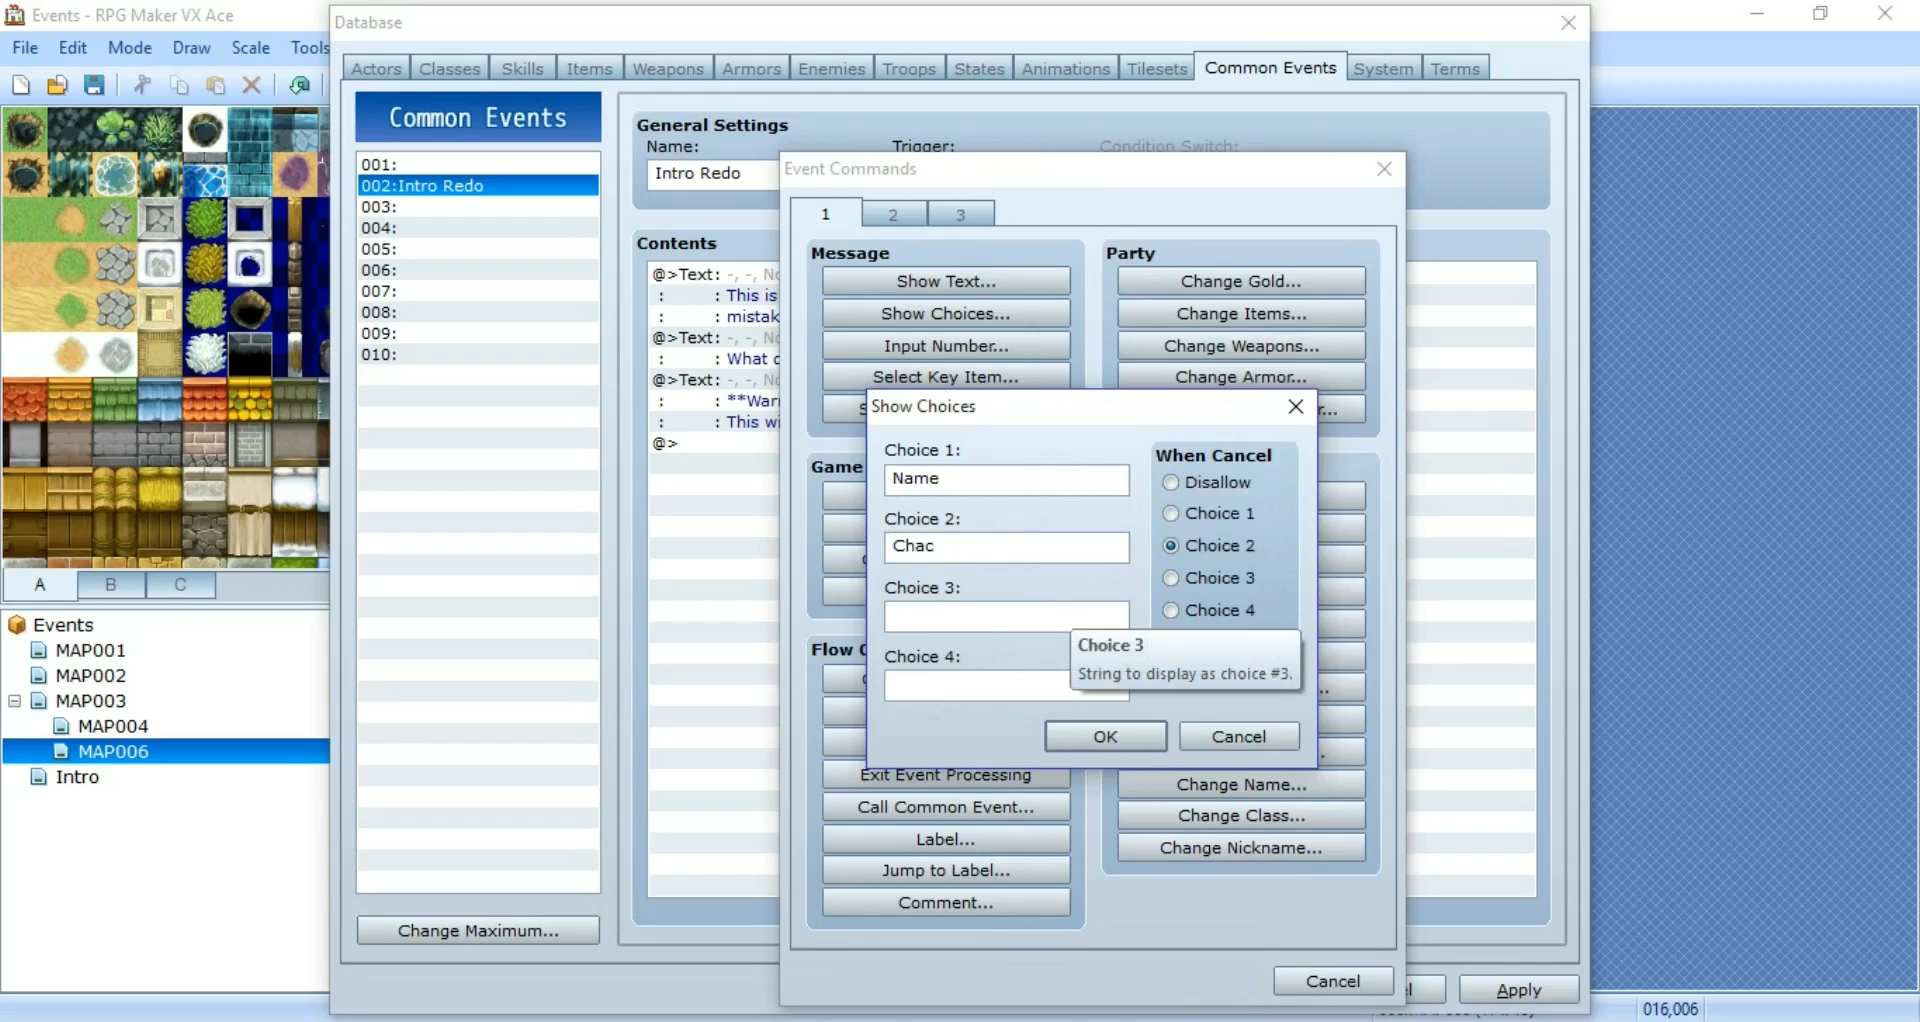 Events - RPG Maker VX Ace
File Edit Mode Draw Scale Tools
A B C
Events
MAP001
MAP002
MAP003
MAP004
MAP006
Intro
Database
Actors Classes Skills Items Weapons Armors Enemies Troops States Animations Tilesets Common Events System Terms
Common Events
001:
002:Intro Redo
003:
004:
005:
006:
007:
008:
009:
010:
Change Maximum...
General Settings
Name: Trigger: Condition Switch:
Intro Redo
Contents
@>Text: -, -,
: : This is
:
@>Text: -, -,
: : What
@>Text: -, -,
:
: : This
@>
Event Commands
1 2 3
Message
Show Text...
Show Choices...
Input Number...
Select Key Item...
Party
Change Gold...
Change Items...
Change Weapons...
Change Armor...
Game
Flow
Exit Event Processing
Call Common Event...
Label...
Jump to Label...
Comment...
Change Name...
Change Class...
Change Nickname...
Cancel
Show Choices
Choice 1:
Name
Choice 2:
Chac
Choice 3:
Choice 4:
When Cancel
Disallow
Choice 1
Choice 2
Choice 3
Choice 4
Choice 3
String to display as choice #3.
OK Cancel
Apply
016,006